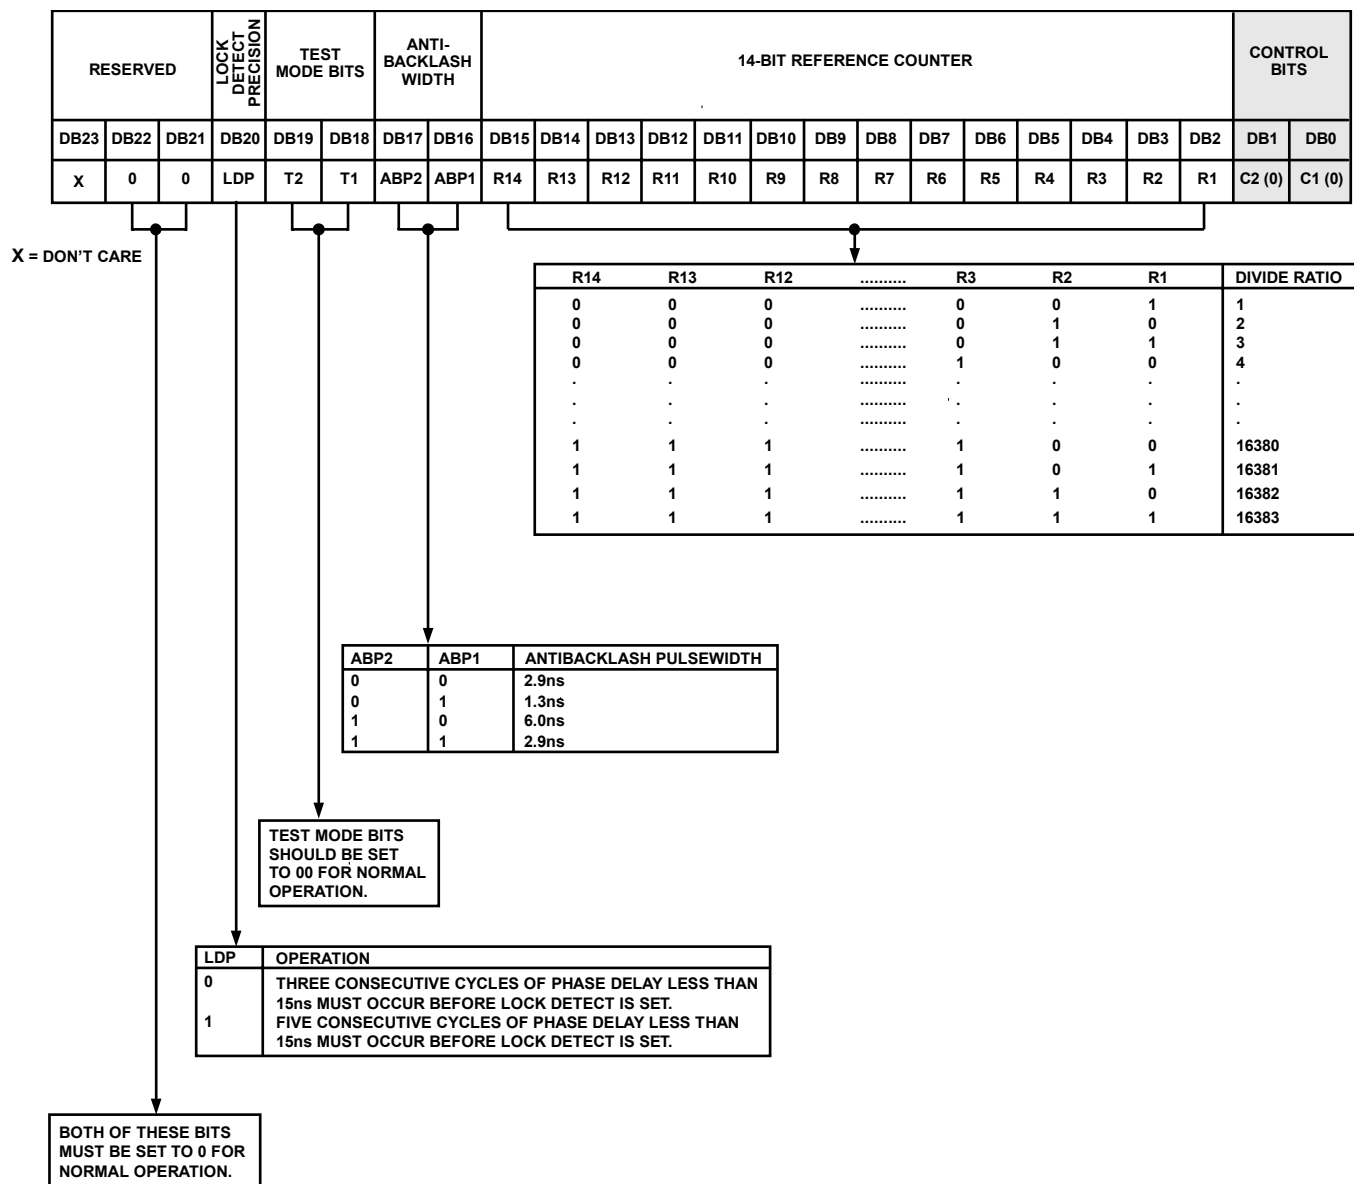 RESERVED
LOCK
DETECT
PRECISION
TEST
MODE BITS
ANTI-
BACKLASH
WIDTH
14-BIT REFERENCE COUNTER
CONTROL
BITS
DB23 DB22 DB21 DB20 DB19 DB18 DB17 DB16 DB15 DB14 DB13 DB12 DB11 DB10 DB9 DB8 DB7 DB6 DB5 DB4 DB3 DB2 DB1 DB0
X 0 0 LDP T2 T1 ABP2 ABP1 R14 R13 R12 R11 R10 R9 R8 R7 R6 R5 R4 R3 R2 R1 C2 (0) C1 (0)
X = DON'T CARE
R14 R13 R12 .......... R3 R2 R1 DIVIDE RATIO
0 0 0 .......... 0 0 1 1
0 0 0 .......... 0 1 0 2
0 0 0 .......... 0 1 1 3
0 0 0 .......... 1 0 0 4
. . . .......... . . . .
. . . .......... . . . .
. . . .......... . . . .
1 1 1 .......... 1 0 0 16380
1 1 1 .......... 1 0 1 16381
1 1 1 .......... 1 1 0 16382
1 1 1 .......... 1 1 1 16383
ABP2 ABP1 ANTIBACKLASH PULSEWIDTH
0 0 2.9ns
0 1 1.3ns
1 0 6.0ns
1 1 2.9ns
TEST MODE BITS
SHOULD BE SET
TO 00 FOR NORMAL
OPERATION.
LDP OPERATION
0 THREE CONSECUTIVE CYCLES OF PHASE DELAY LESS THAN
15ns MUST OCCUR BEFORE LOCK DETECT IS SET.
1 FIVE CONSECUTIVE CYCLES OF PHASE DELAY LESS THAN
15ns MUST OCCUR BEFORE LOCK DETECT IS SET.
BOTH OF THESE BITS
MUST BE SET TO 0 FOR
NORMAL OPERATION.